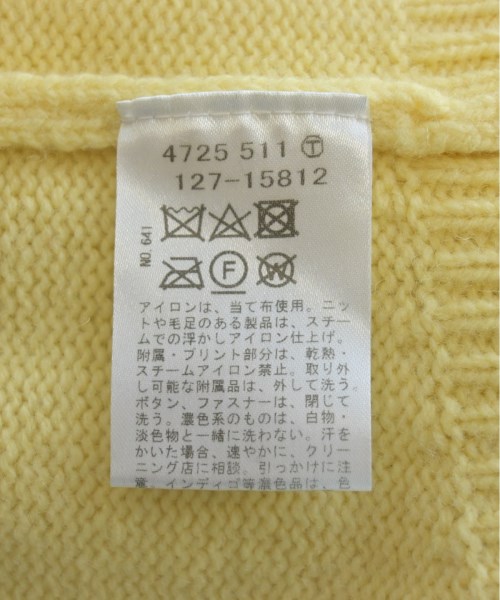 4725 511 Ⓣ
127-15812
NO. 641
F W
アイロンは、当て布使用。ニッ
トや毛足のある製品は、スチー
ムでの浮かしアイロン仕上げ。
附属・プリント部分は、乾熱・
スチームアイロン禁止。取り外
し可能な附属品は、外して洗う。
ボタン、ファスナーは、閉じて
洗う。濃色系のものは、白物・
淡色物と一緒に洗わない。汗を
かいた場合、速やかに、クリー
ニング店に相談。引っかけに注
意。インディゴ等濃色品は、色